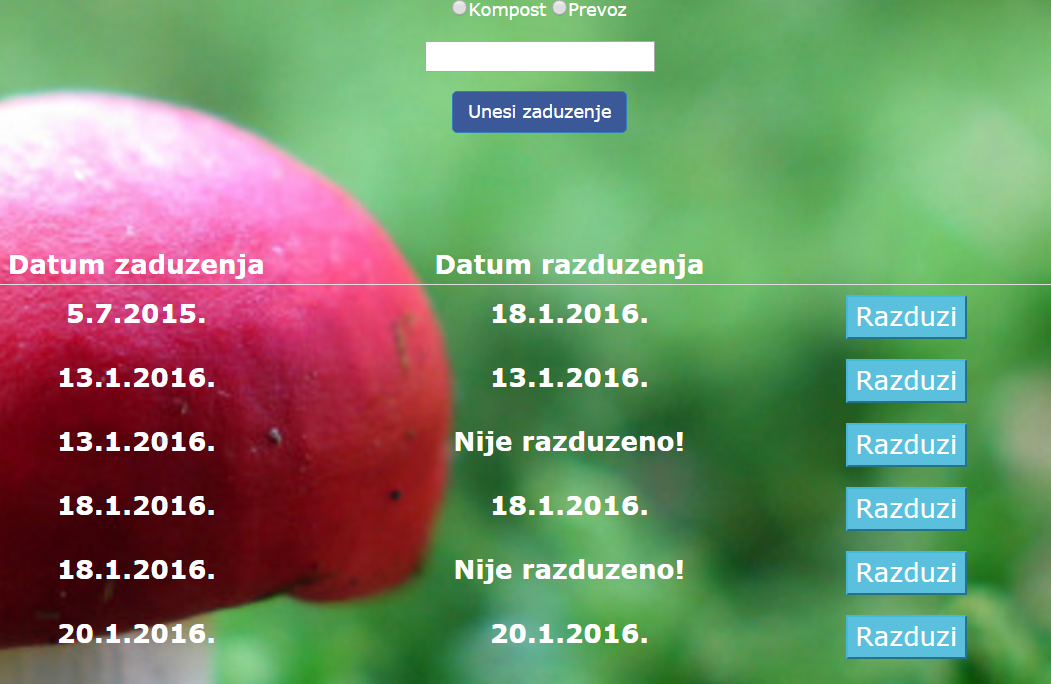 Kompost Prevoz
Unesi zaduzenje
Datum zaduzenja Datum razduzenja
5.7.2015. 18.1.2016. Razduzi
13.1.2016. 13.1.2016. Razduzi
13.1.2016. Nije razduzeno! Razduzi
18.1.2016. 18.1.2016. Razduzi
18.1.2016. Nije razduzeno! Razduzi
20.1.2016. 20.1.2016. Razduzi